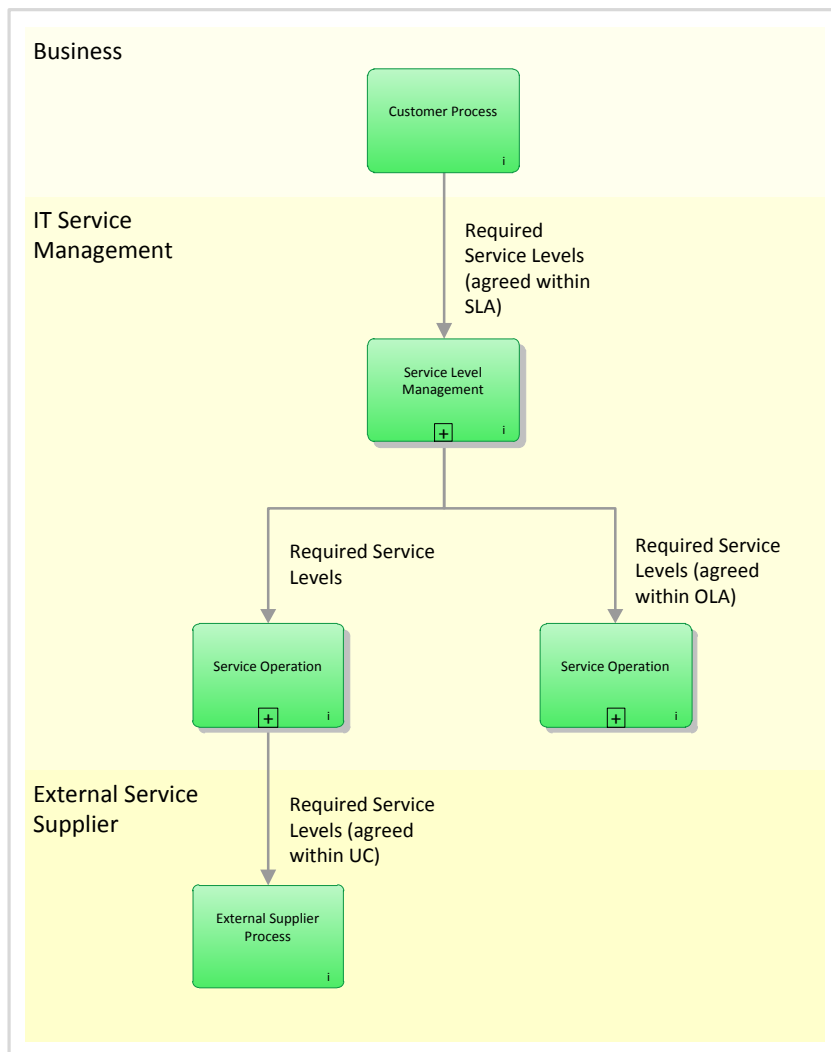 Business
Customer Process
i
IT Service
Management
Required
Service Levels
(agreed within
SLA)
Service Level
Management
+
i
Required Service
Levels
Required Service
Levels (agreed
within OLA)
Service Operation
+
i
Service Operation
+
i
External Service
Supplier
Required Service
Levels (agreed
within UC)
External Supplier
Process
i